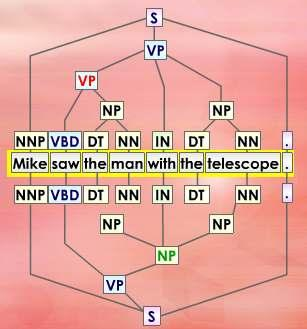 S
VP
VP
NP NP
NNP VBD DT NN IN DT NN .
Mike saw the man with the telescope .
NNP VBD DT NN IN DT NN .
NP NP
NP
VP
S